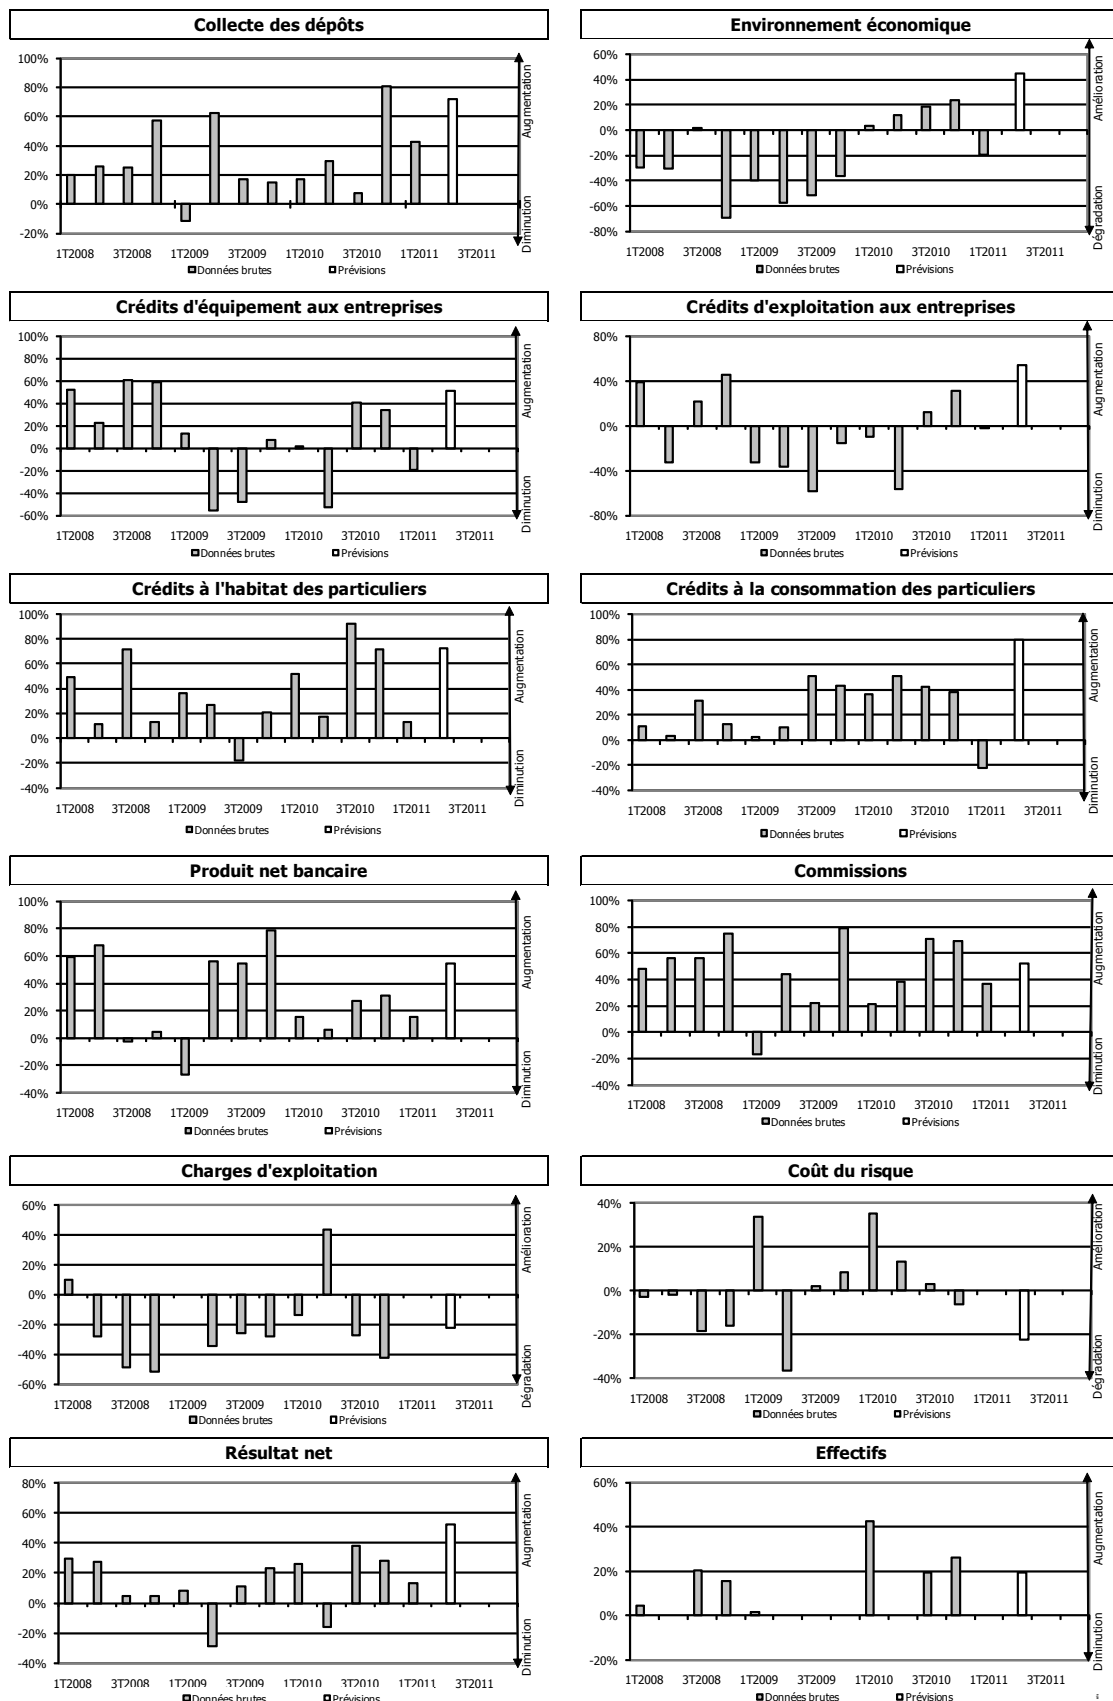 Collecte des dépôts
100%
80%
60%
40%
20%
0%
-20%
1T2008 3T2008 1T2009 3T2009 1T2010 3T2010 1T2011 3T2011
Données brutes Prévisions
Augmentation
Diminution
Environnement économique
60%
40%
20%
0%
-20%
-40%
-60%
-80%
1T2008 3T2008 1T2009 3T2009 1T2010 3T2010 1T2011 3T2011
Données brutes Prévisions
Amélioration
Dégradation
Crédits d'équipement aux entreprises
100%
80%
60%
40%
20%
0%
-20%
-40%
-60%
1T2008 3T2008 1T2009 3T2009 1T2010 3T2010 1T2011 3T2011
Données brutes Prévisions
Augmentation
Diminution
Crédits d'exploitation aux entreprises
80%
40%
0%
-40%
-80%
1T2008 3T2008 1T2009 3T2009 1T2010 3T2010 1T2011 3T2011
Données brutes Prévisions
Augmentation
Diminution
Crédits à l'habitat des particuliers
100%
80%
60%
40%
20%
0%
-20%
-40%
1T2008 3T2008 1T2009 3T2009 1T2010 3T2010 1T2011 3T2011
Données brutes Prévisions
Augmentation
Diminution
Crédits à la consommation des particuliers
100%
80%
60%
40%
20%
0%
-20%
-40%
1T2008 3T2008 1T2009 3T2009 1T2010 3T2010 1T2011 3T2011
Données brutes Prévisions
Augmentation
Diminution
Produit net bancaire
100%
80%
60%
40%
20%
0%
-20%
-40%
1T2008 3T2008 1T2009 3T2009 1T2010 3T2010 1T2011 3T2011
Données brutes Prévisions
Augmentation
Diminution
Commissions
100%
80%
60%
40%
20%
0%
-20%
-40%
1T2008 3T2008 1T2009 3T2009 1T2010 3T2010 1T2011 3T2011
Données brutes Prévisions
Augmentation
Diminution
Charges d'exploitation
60%
40%
20%
0%
-20%
-40%
-60%
1T2008 3T2008 1T2009 3T2009 1T2010 3T2010 1T2011 3T2011
Données brutes Prévisions
Amélioration
Dégradation
Coût du risque
40%
20%
0%
-20%
-40%
1T2008 3T2008 1T2009 3T2009 1T2010 3T2010 1T2011 3T2011
Données brutes Prévisions
Amélioration
Dégradation
Résultat net
80%
60%
40%
20%
0%
-20%
-40%
1T2008 3T2008 1T2009 3T2009 1T2010 3T2010 1T2011 3T2011
Données brutes Prévisions
Augmentation
Diminution
Effectifs
60%
40%
20%
0%
-20%
1T2008 3T2008 1T2009 3T2009 1T2010 3T2010 1T2011 3T2011
Données brutes Prévisions
Augmentation
Diminution